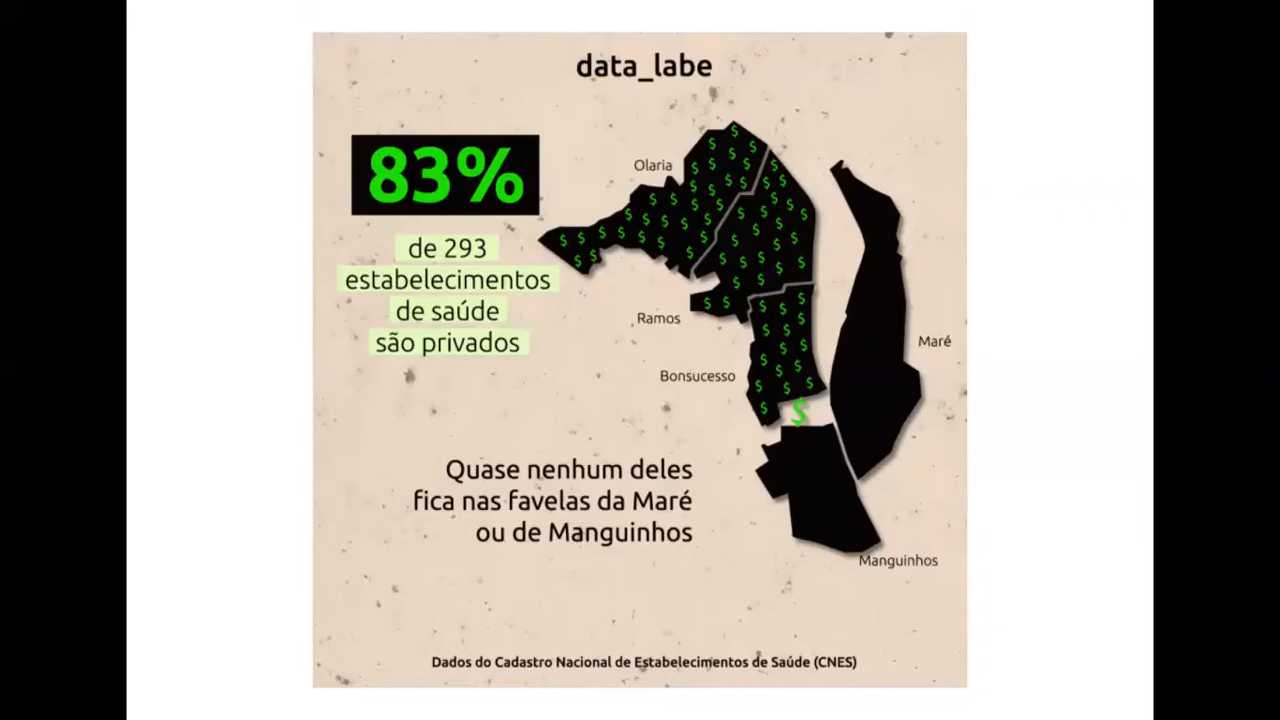 data_labe
83%
de 293
estabelecimentos
de saúde
são privados
Olaria
Ramos
Bonsucesso
Maré
Manguinhos
Quase nenhum deles
fica nas favelas da Maré
ou de Manguinhos
Dados do Cadastro Nacional de Estabelecimentos de Saúde (CNES)